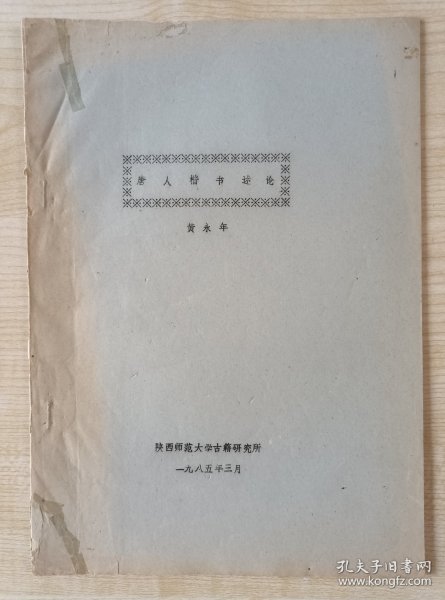 唐人楷书述论
黄永年
陕西师范大学古籍研究所
一九八五年三月
孔夫子旧书网
www.kongfz.com